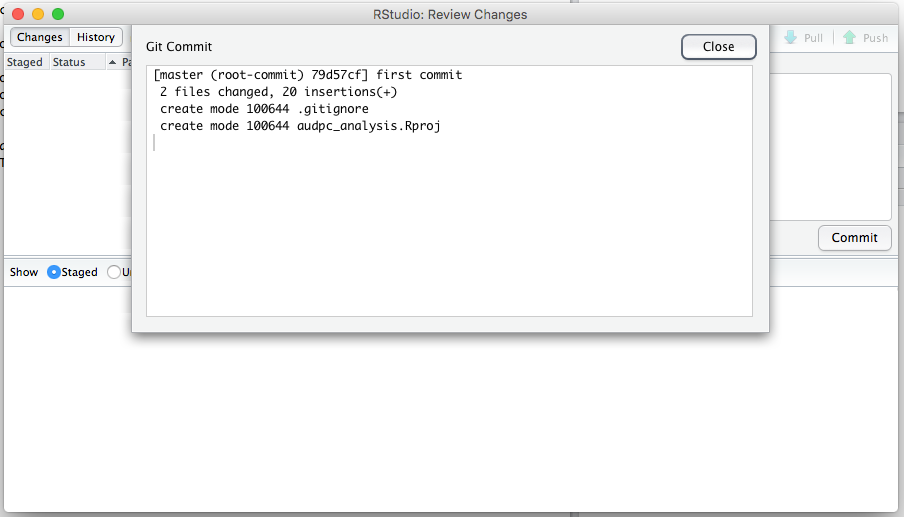 RStudio: Review Changes
Changes History
Pull Push
Git Commit
Close
Staged Status Pa
[master (root-commit) 79d57cf] first commit
2 files changed, 20 insertions(+)
create mode 100644 .gitignore
create mode 100644 audpc_analysis.Rproj
Commit
Show Staged